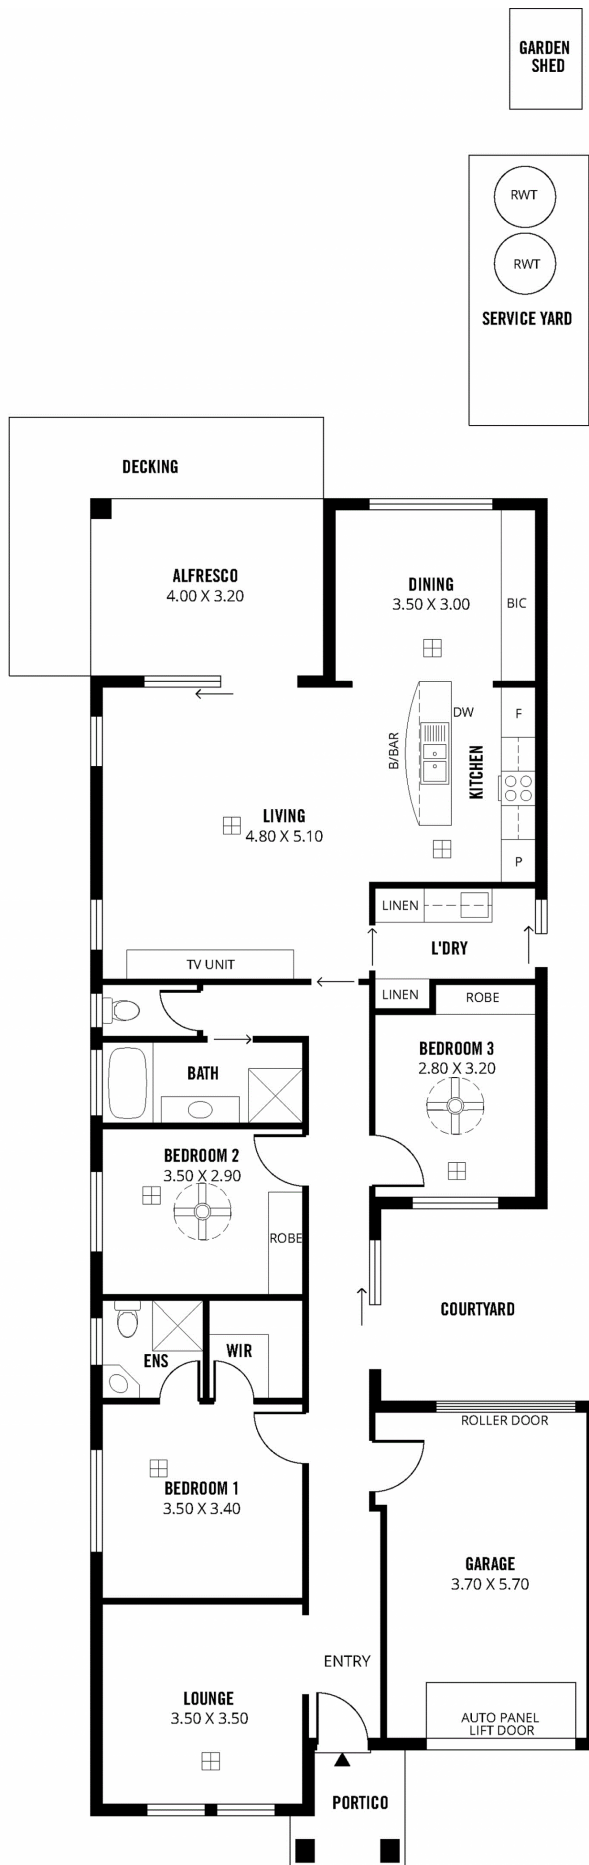 GARDEN
SHED
RWT
RWT
SERVICE YARD
DECKING
ALFRESCO
4.00 X 3.20
DINING
3.50 X 3.00
BIC
DW
F
B/BAR
KITCHEN
LIVING
4.80 X 5.10
P
LINEN
L'DRY
TV UNIT
LINEN
ROBE
BEDROOM 3
2.80 X 3.20
BATH
BEDROOM 2
3.50 X 2.90
ROBE
COURTYARD
ENS
WIR
ROLLER DOOR
BEDROOM 1
3.50 X 3.40
GARAGE
3.70 X 5.70
ENTRY
LOUNGE
3.50 X 3.50
AUTO PANEL
LIFT DOOR
PORTICO